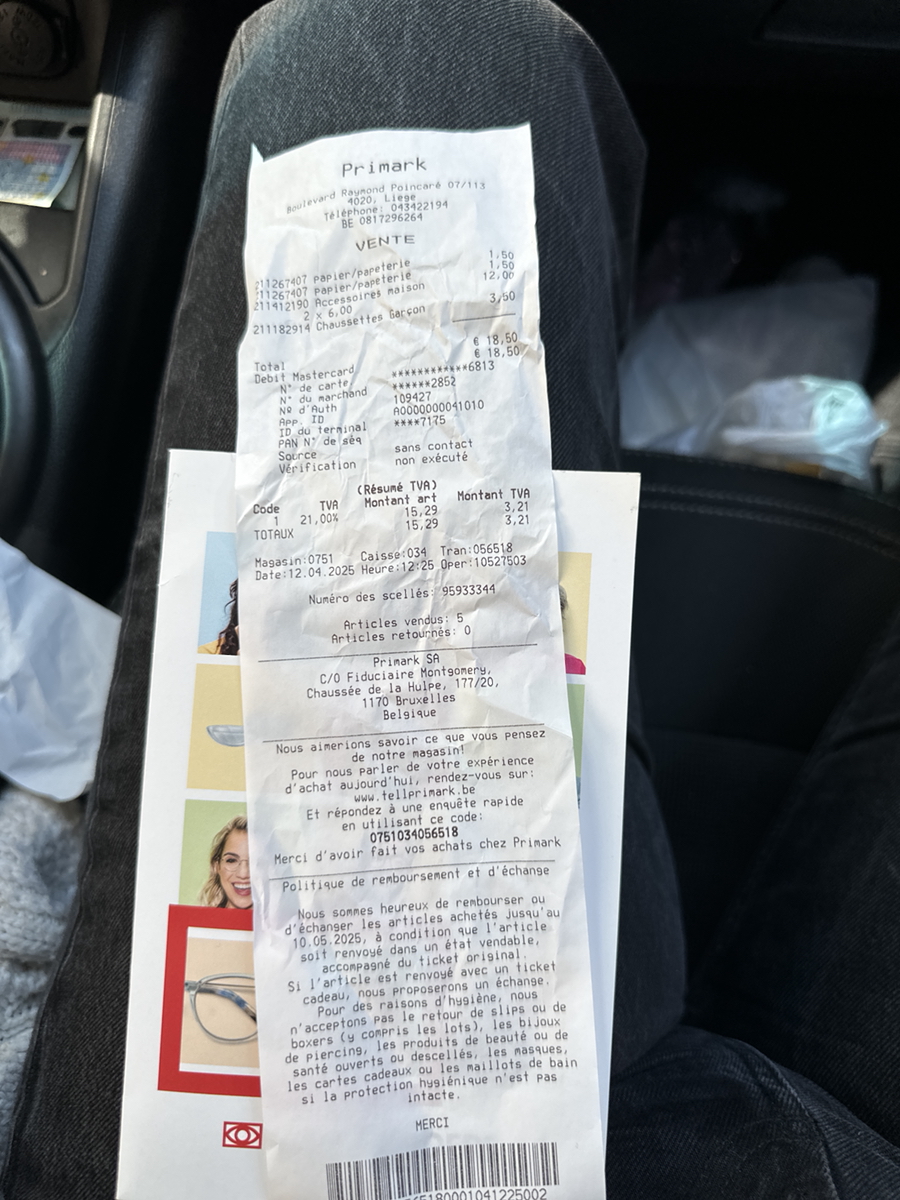 Primark
Boulevard Raymond Poincaré 07/113
4020, Liege
Téléphone: 043422194
BE 0817296264
VENTE
211267407 papier/papeterie 1,50
211267407 papier/papeterie 1,50
211412190 Accessoires maison 12,00
2 x 6,00
211182914 Chaussettes Garçon 3,50
Total € 18,50
Debit Mastercard € 18,50
N° de carte ************6813
N° du marchand ******2852
Nº d'Auth 109427
App. ID A0000000041010
ID du terminal ****7175
PAN N° de séq
Source sans contact
Vérification non exécuté
(Résumé TVA)
Code TVA Montant art Montant TVA
1 21,00% 15,29 3,21
TOTAUX 15,29 3,21
Magasin:0751 Caisse:034 Tran:056518
Date:12.04.2025 Heure:12:25 Oper:10527503
Numéro des scellés: 95933344
Articles vendus: 5
Articles retournés: 0
Primark SA
C/O Fiduciaire Montgomery,
Chaussée de la Hulpe, 177/20,
1170 Bruxelles
Belgique
Nous aimerions savoir ce que vous pensez
de notre magasin!
Pour nous parler de votre expérience
d'achat aujourd'hui, rendez-vous sur:
www.tellprimark.be
Et répondez à une enquête rapide
en utilisant ce code:
0751034056518
Merci d'avoir fait vos achats chez Primark
Politique de remboursement et d'échange
Nous sommes heureux de rembourser ou
d'échanger les articles achetés jusqu'au
10.05.2025, à condition que l'article
soit renvoyé dans un état vendable,
accompagné du ticket original.
Si l'article est renvoyé avec un ticket
cadeau, nous proposerons un échange.
Pour des raisons d'hygiène, nous
n'acceptons pas le retour de slips ou de
boxers (y compris les lots), les bijoux
de piercing, les produits de beauté ou de
santé ouverts ou descellés, les masques,
les cartes cadeaux ou les maillots de bain
si la protection hygiénique n'est pas
intacte.
MERCI